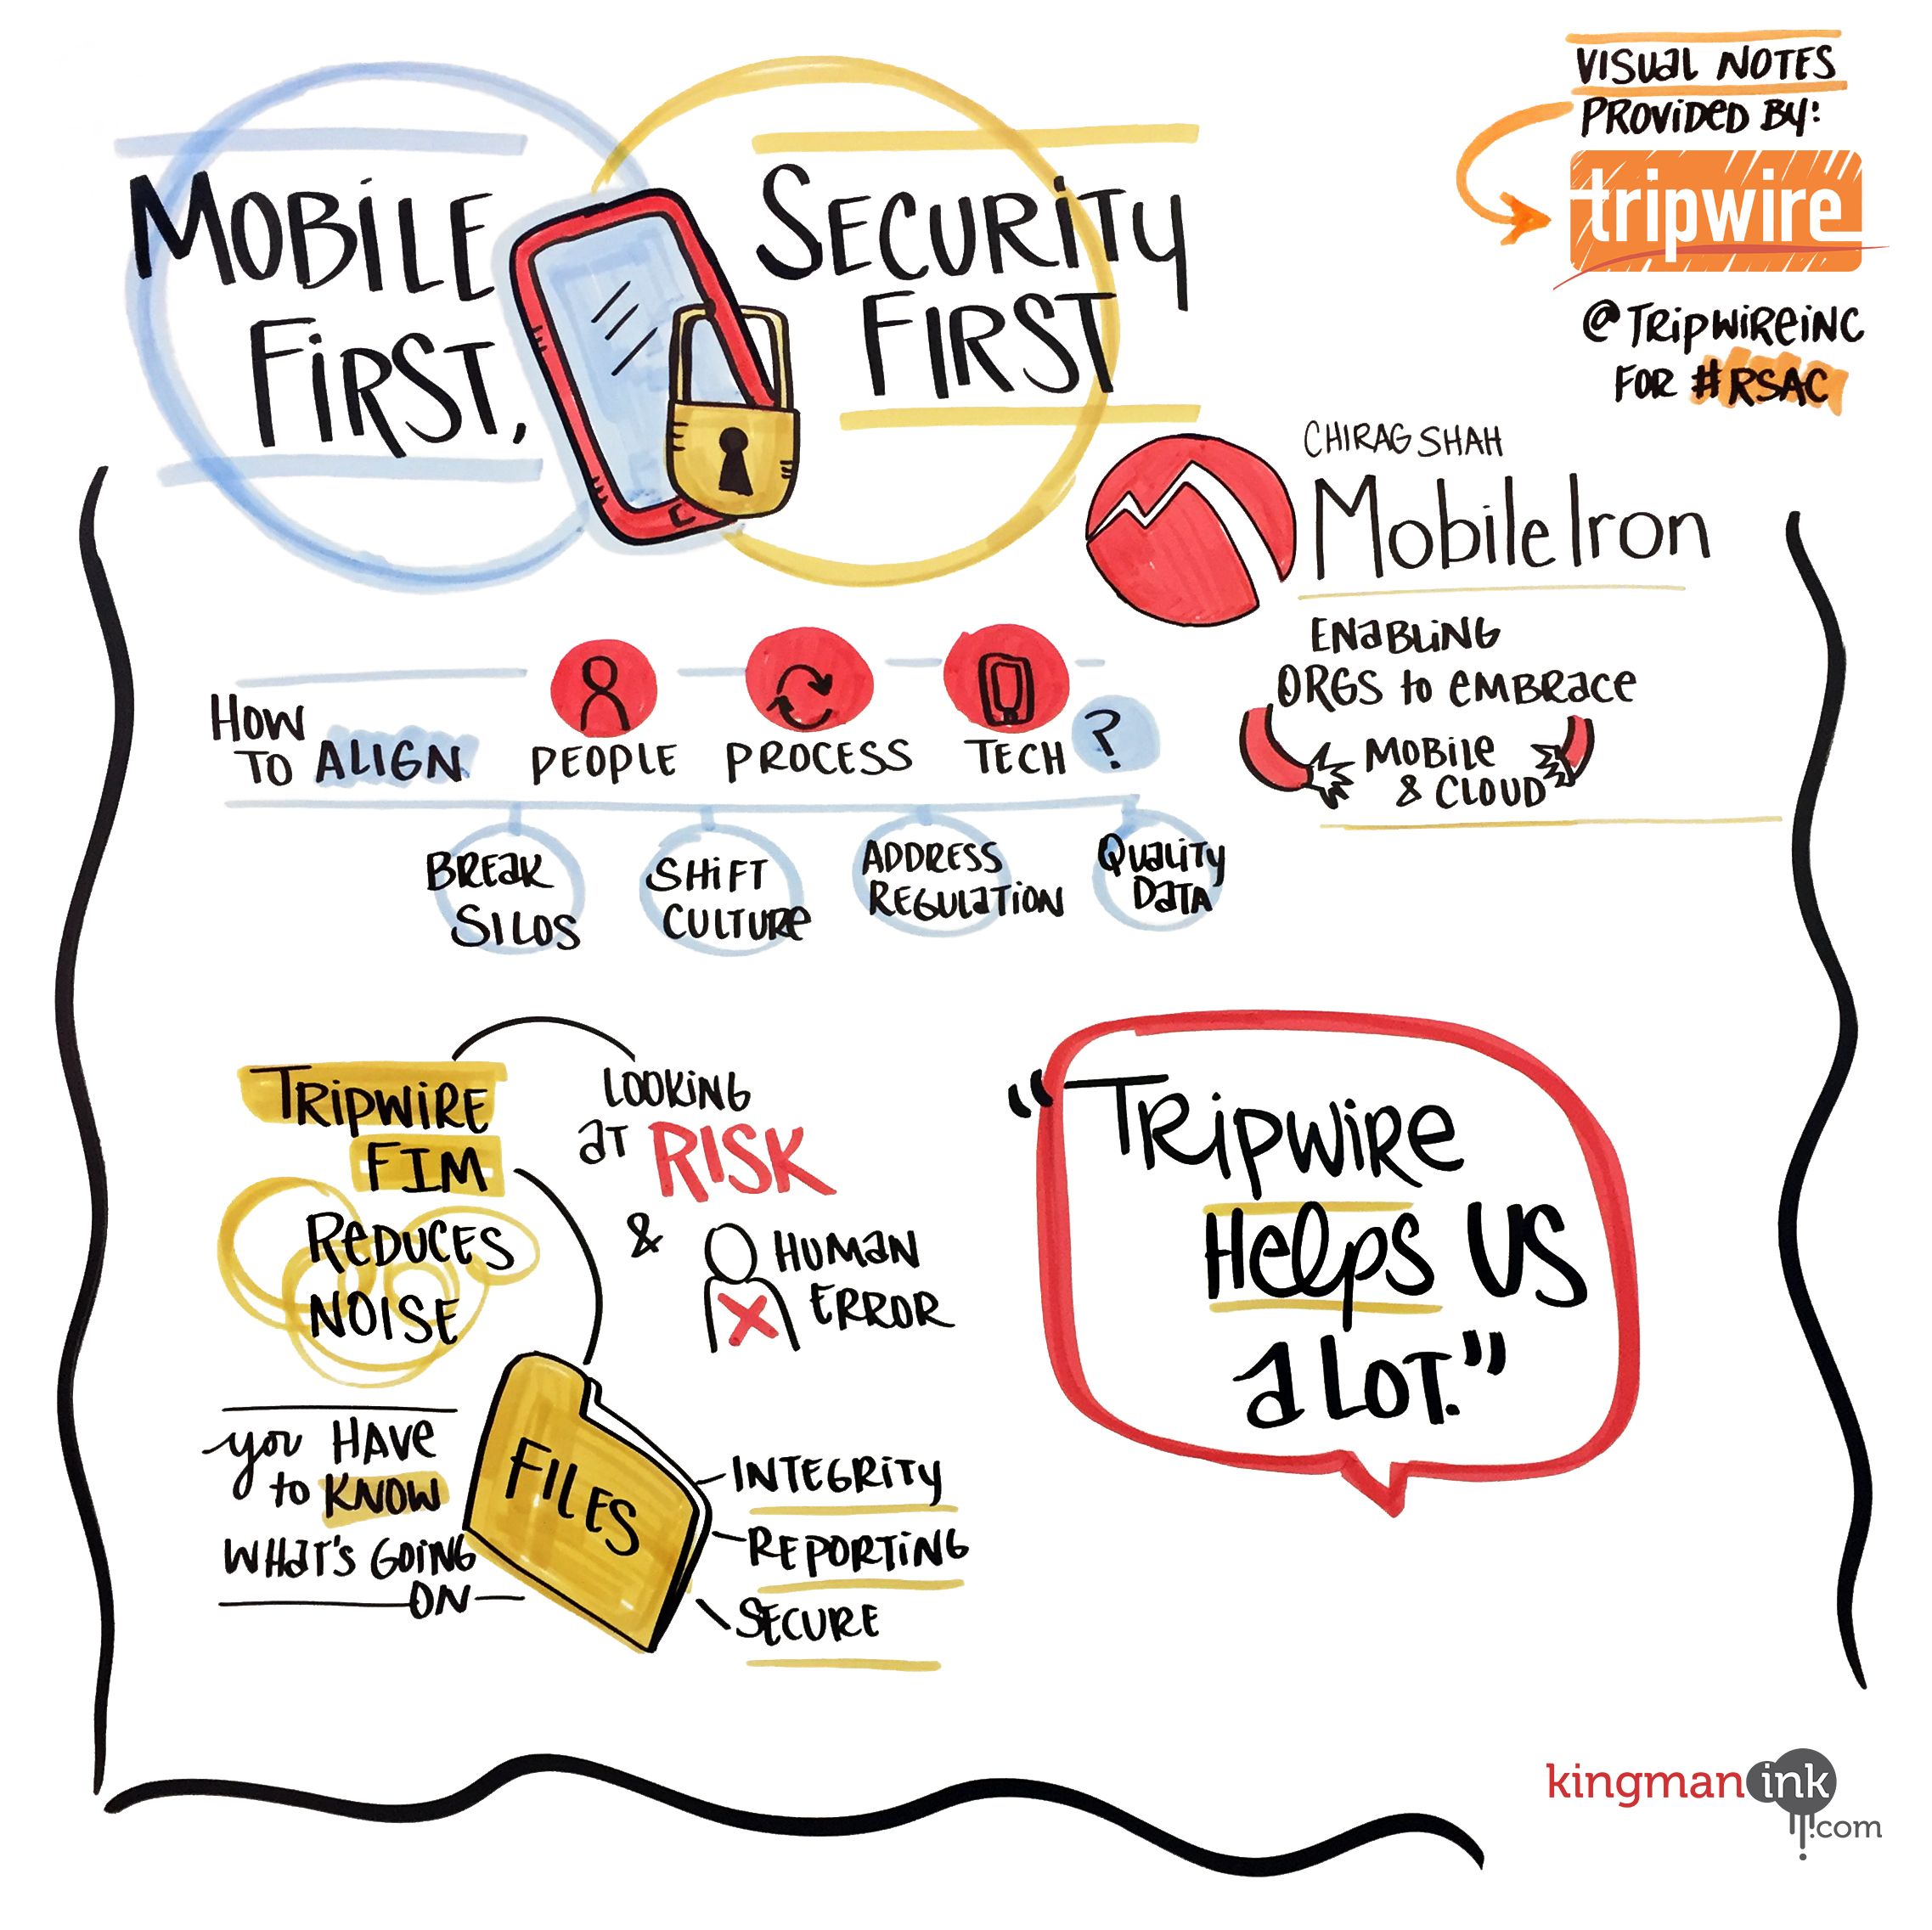 MOBILE
FIRST,
SECURITY
FIRST
VISUAL NOTES
PROVIDED BY:
tripwire
@TRIPWIREINC
FOR #RSAC
CHIRAG SHAH
MobileIron
ENABLING
ORGS to EMBRACE
MOBILE
& CLOUD
HOW
TO ALIGN
PEOPLE
PROCESS
TECH ?
BREAK
SILOS
SHIFT
CULTURE
ADDRESS
REGULATION
QUALITY
DATA
TRIPWIRE
FIM
REDUCES
NOISE
LOOKING
at RISK
&
HUMAN
ERROR
you HAVE
to KNOW
WHAT'S GOING
ON
FILES
INTEGRITY
REPORTING
SECURE
"TRIPWIRE
HELPS US
A LOT."
kingmanink
.com